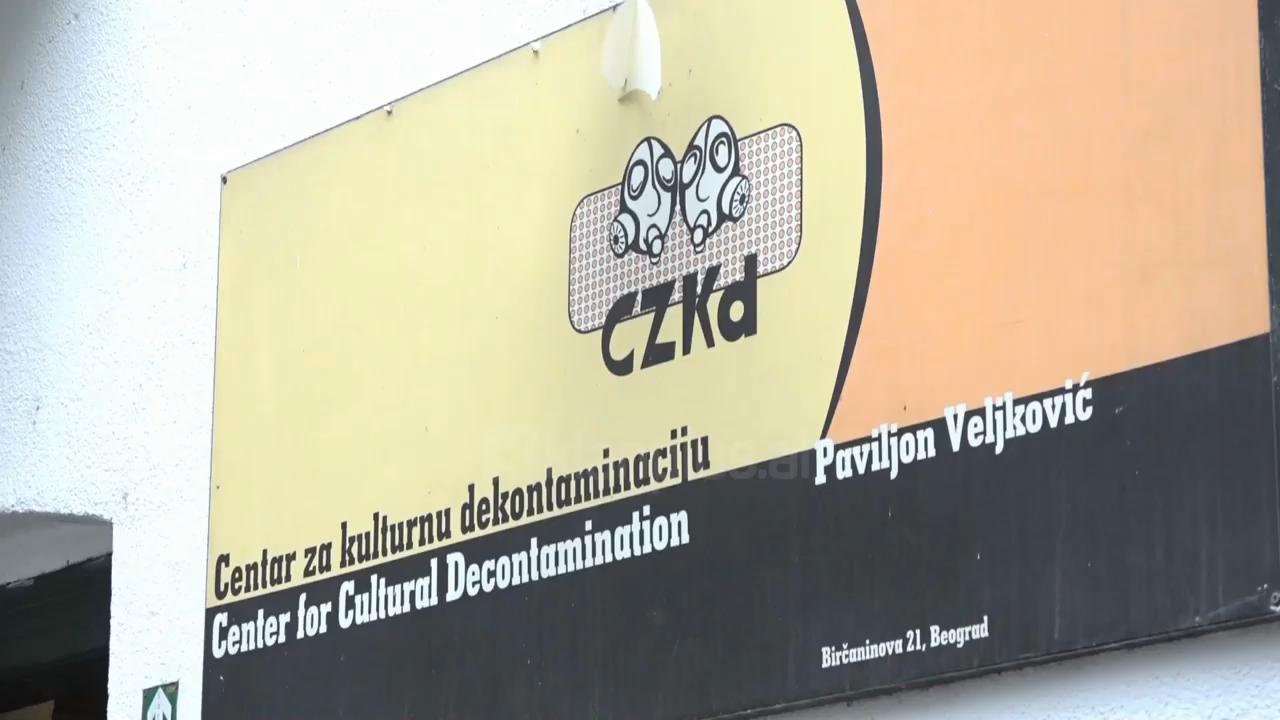 CZKd
Centar za kulturnu dekontaminaciju
Center for Cultural Decontamination
Paviljon Veljković
Birčaninova 21, Beograd